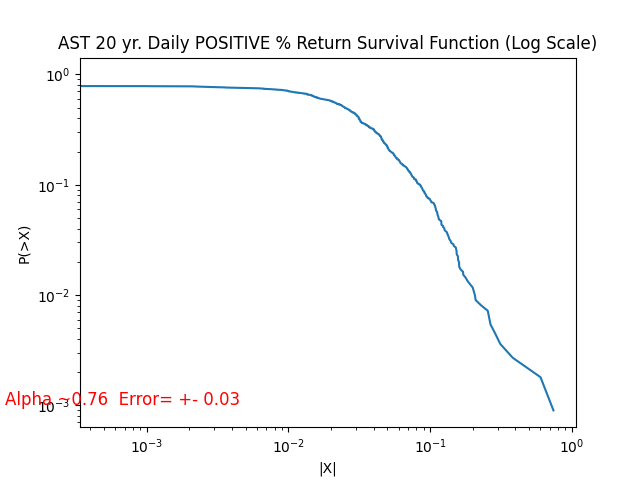 AST 20 yr. Daily POSITIVE % Return Survival Function (Log Scale)
10⁰
10⁻¹
10⁻²
10⁻³
P(>X)
Alpha ~0.76  Error= +- 0.03
10⁻³ 10⁻² 10⁻¹ 10⁰
|X|